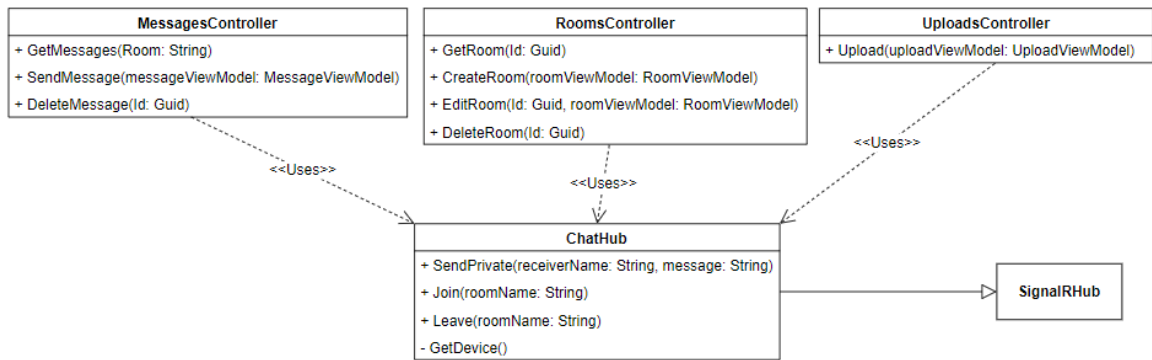 MessagesController
+ GetMessages(Room: String)
+ SendMessage(messageViewModel: MessageViewModel)
+ DeleteMessage(Id: Guid)
RoomsController
+ GetRoom(Id: Guid)
+ CreateRoom(roomViewModel: RoomViewModel)
+ EditRoom(Id: Guid, roomViewModel: RoomViewModel)
+ DeleteRoom(Id: Guid)
UploadsController
+ Upload(uploadViewModel: UploadViewModel)
<<Uses>>
<<Uses>>
<<Uses>>
ChatHub
+ SendPrivate(receiverName: String, message: String)
+ Join(roomName: String)
+ Leave(roomName: String)
- GetDevice()
SignalRHub